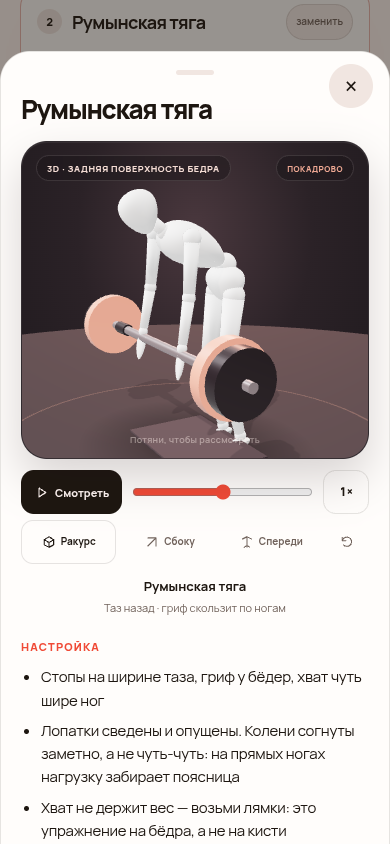 2 Румынская тяга заменить
Румынская тяга
3D · ЗАДНЯЯ ПОВЕРХНОСТЬ БЕДРА ПОКАДРОВО
Потяни, чтобы рассмотреть
Смотреть 1×
Ракурс Сбоку Спереди
Румынская тяга
Таз назад · гриф скользит по ногам
НАСТРОЙКА
• Стопы на ширине таза, гриф у бёдер, хват чуть
шире ног
• Лопатки сведены и опущены. Колени согнуты
заметно, а не чуть-чуть: на прямых ногах
нагрузку забирает поясница
• Хват не держит вес — возьми лямки: это
упражнение на бёдра, а не на кисти